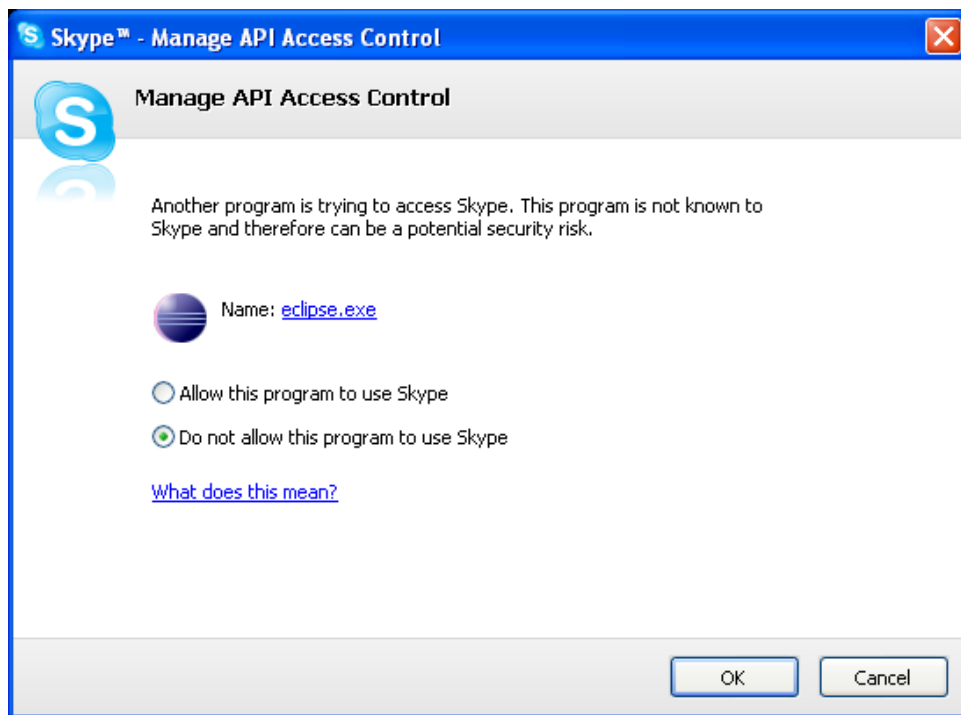 Skype™ - Manage API Access Control
Manage API Access Control
Another program is trying to access Skype. This program is not known to
Skype and therefore can be a potential security risk.
Name: eclipse.exe
Allow this program to use Skype
Do not allow this program to use Skype
What does this mean?
OK Cancel